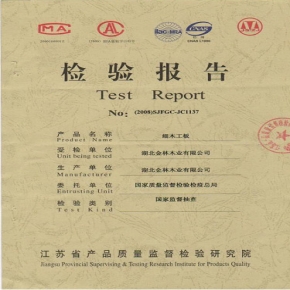 检验报告
Test Report
No: (2008)SJFGC-JC1137
产品名称 细木工板
Product Name
受检单位 湖北金林木业有限公司
Unit being tested
生产单位 湖北金林木业有限公司
Manufacturer
委托单位 国家质量监督检验检疫总局
Entrusting Unit
检验类别 国家监督抽查
Test Kind
江苏省产品质量监督检验研究院
Jiangsu Provincial Supervising & Testing Research Institute for Products Quality